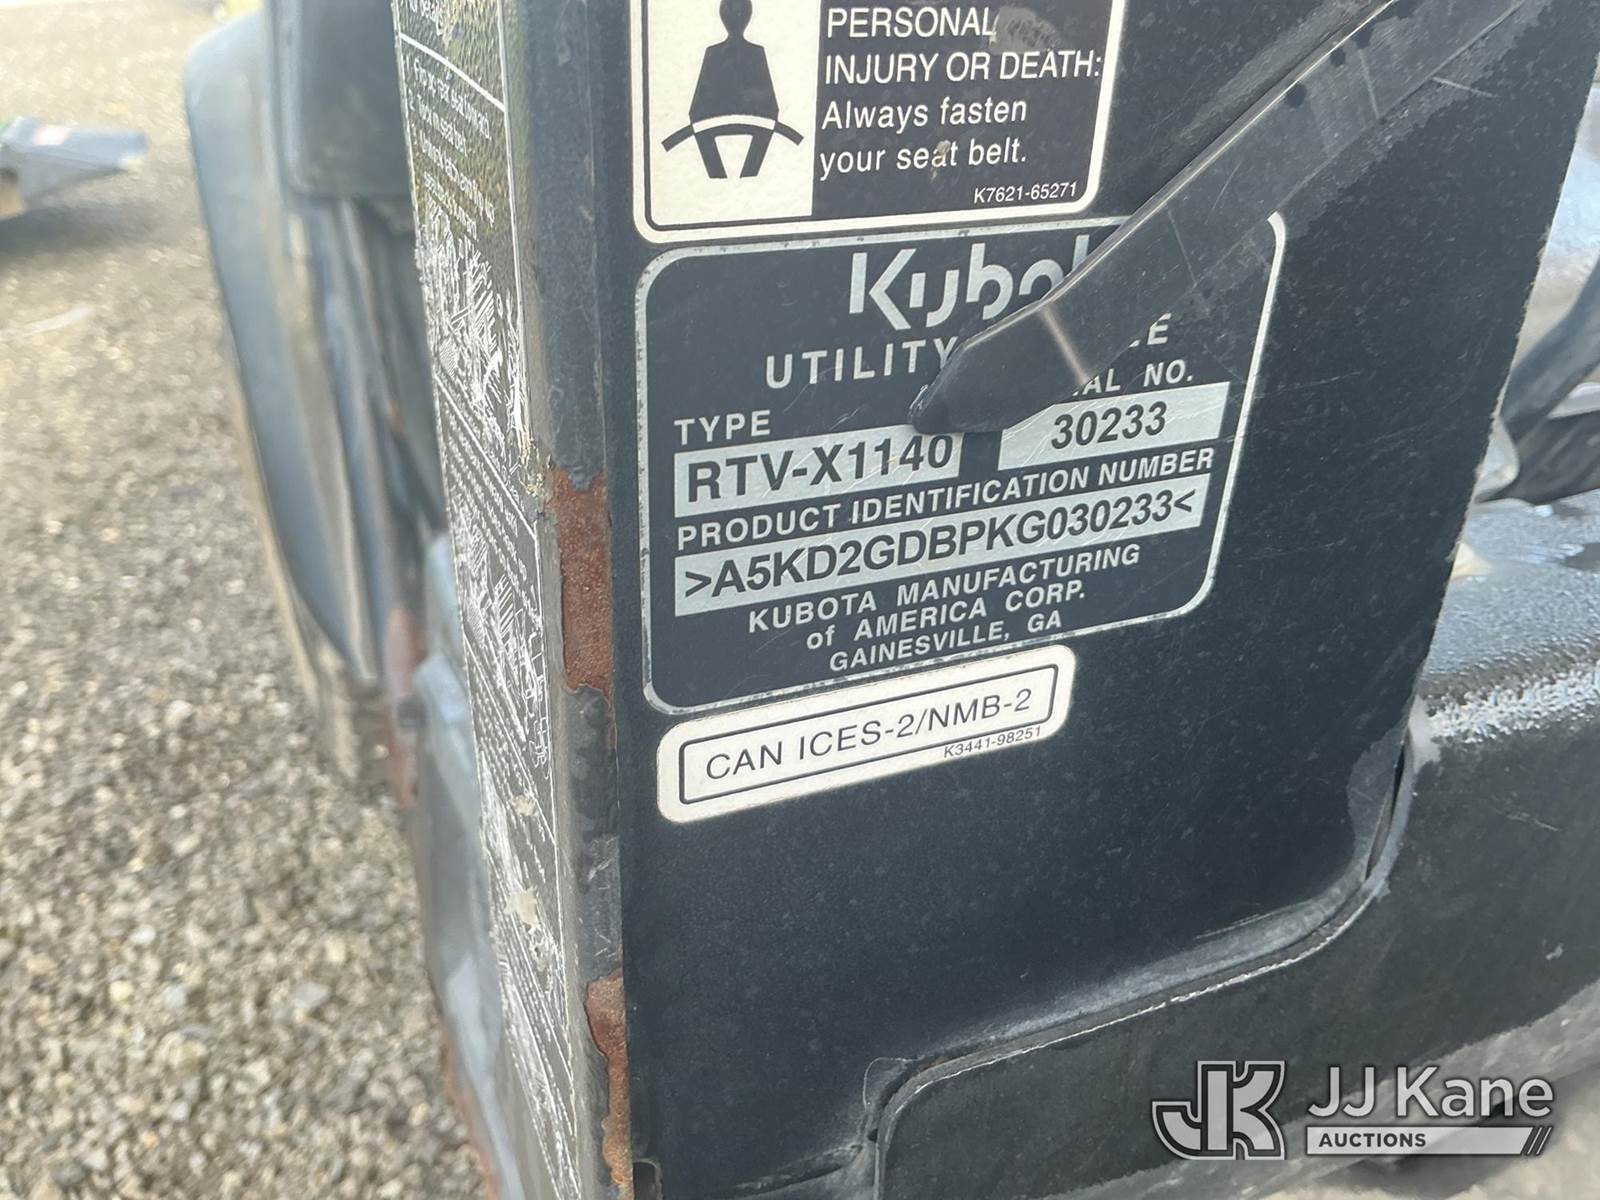 PERSONAL
INJURY OR DEATH:
Always fasten
your seat belt.
K7621-65271
Kubo
UTILITY
TYPE
NO.
RTV-X1140
30233
PRODUCT IDENTIFICATION NUMBER
>A5KD2GDBPKG030233<
KUBOTA MANUFACTURING
of AMERICA CORP.
GAINESVILLE, GA
CAN ICES-2/NMB-2
K3441-98251
JK JJ Kane
AUCTIONS